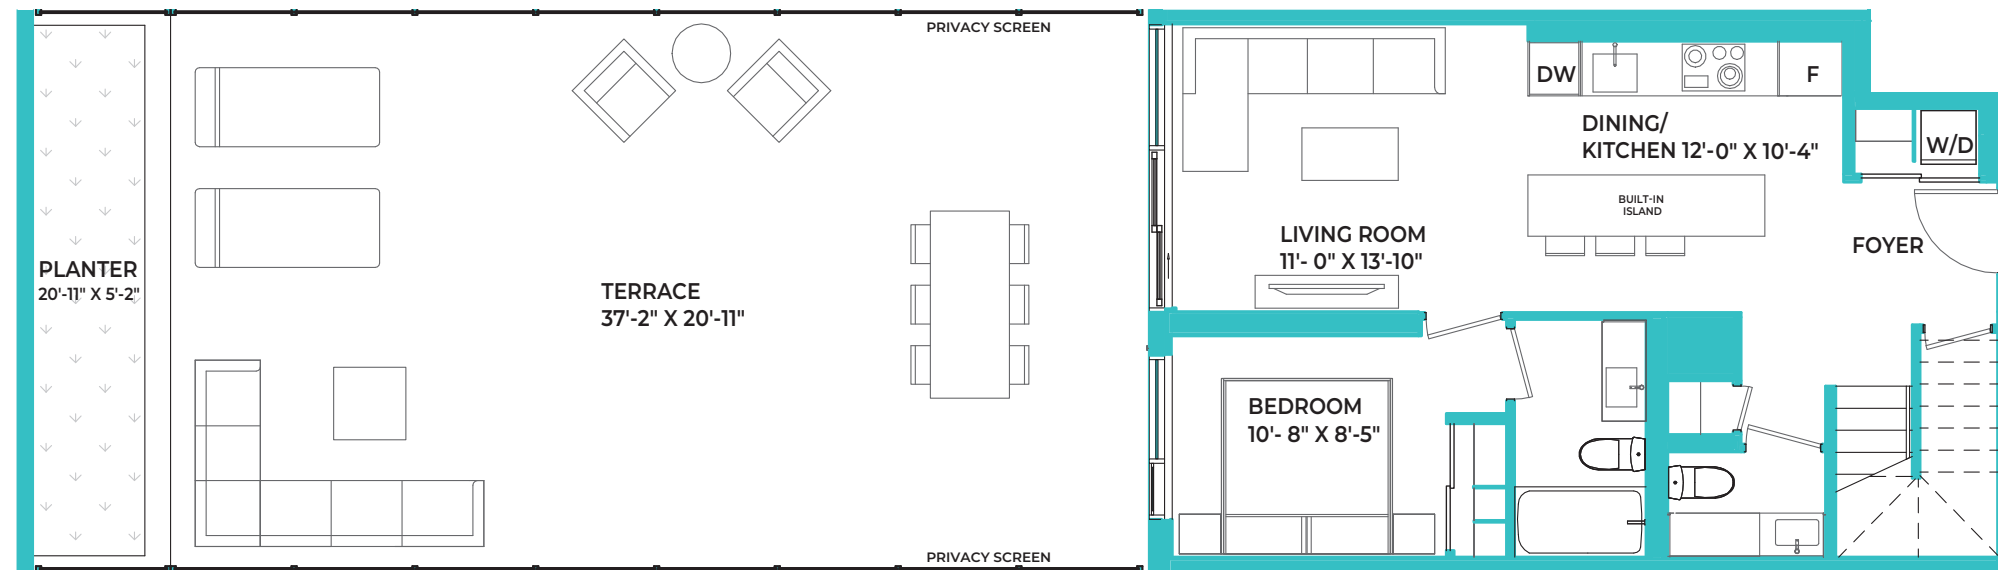 PRIVACY SCREEN
PLANTER
20'-11" X 5'-2"
TERRACE
37'-2" X 20'-11"
PRIVACY SCREEN
DW
F
DINING/
KITCHEN 12'-0" X 10'-4"
W/D
BUILT-IN
ISLAND
LIVING ROOM
11'- 0" X 13'-10"
FOYER
BEDROOM
10'- 8" X 8'-5"